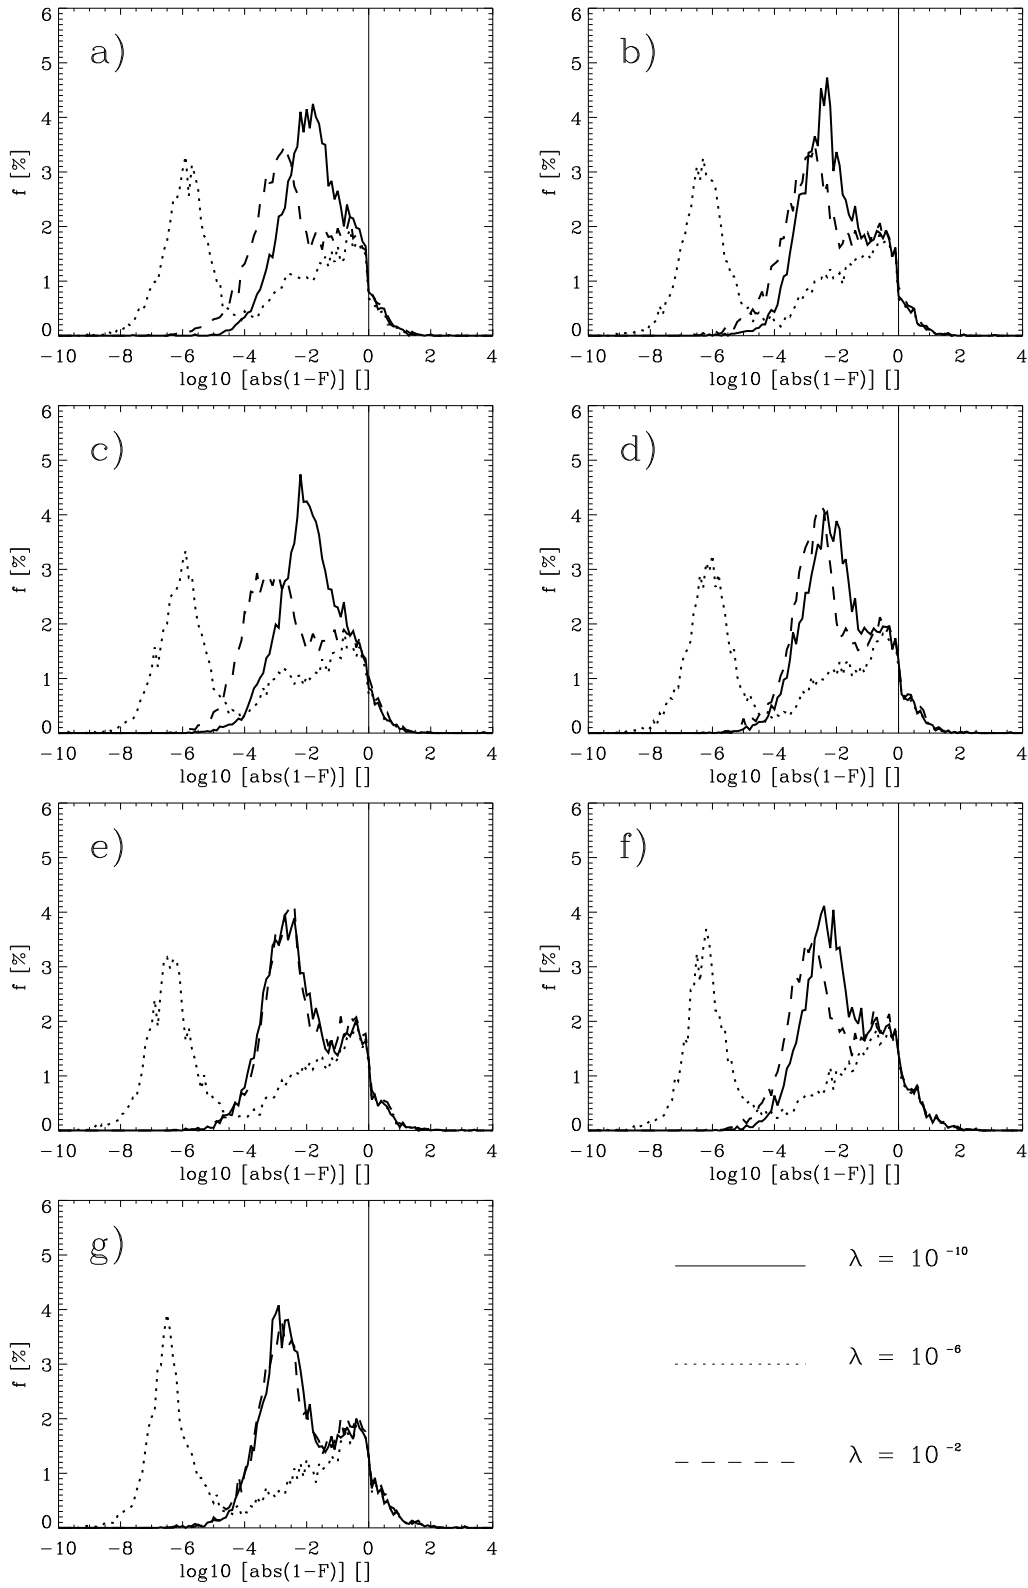 a)
6
5
4
3
2
1
0
f [%]
-10 -8 -6 -4 -2 0 2 4
log10 [abs(1-F)] []
b)
6
5
4
3
2
1
0
f [%]
-10 -8 -6 -4 -2 0 2 4
log10 [abs(1-F)] []
c)
6
5
4
3
2
1
0
f [%]
-10 -8 -6 -4 -2 0 2 4
log10 [abs(1-F)] []
d)
6
5
4
3
2
1
0
f [%]
-10 -8 -6 -4 -2 0 2 4
log10 [abs(1-F)] []
e)
6
5
4
3
2
1
0
f [%]
-10 -8 -6 -4 -2 0 2 4
log10 [abs(1-F)] []
f)
6
5
4
3
2
1
0
f [%]
-10 -8 -6 -4 -2 0 2 4
log10 [abs(1-F)] []
g)
6
5
4
3
2
1
0
f [%]
-10 -8 -6 -4 -2 0 2 4
log10 [abs(1-F)] []
λ = 10⁻¹⁰
λ = 10⁻⁶
λ = 10⁻²